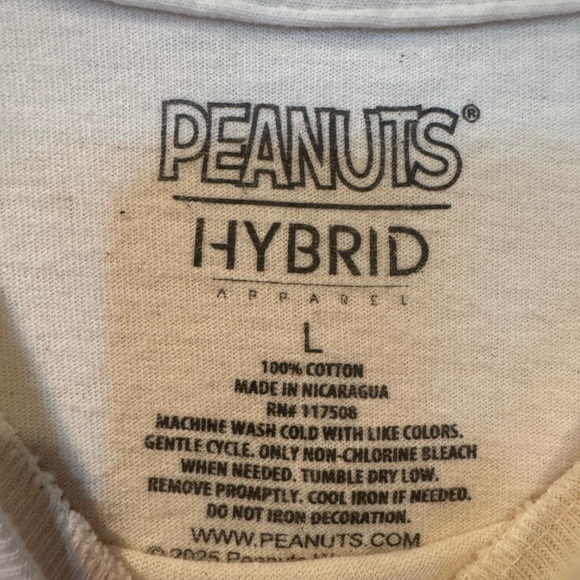 PEANUTS®
HYBRID
APPAREL
L
100% COTTON
MADE IN NICARAGUA
RN# 117508
MACHINE WASH COLD WITH LIKE COLORS.
GENTLE CYCLE. ONLY NON-CHLORINE BLEACH
WHEN NEEDED. TUMBLE DRY LOW.
REMOVE PROMPTLY. COOL IRON IF NEEDED.
DO NOT IRON DECORATION.
WWW.PEANUTS.COM
© 2025 Peanuts